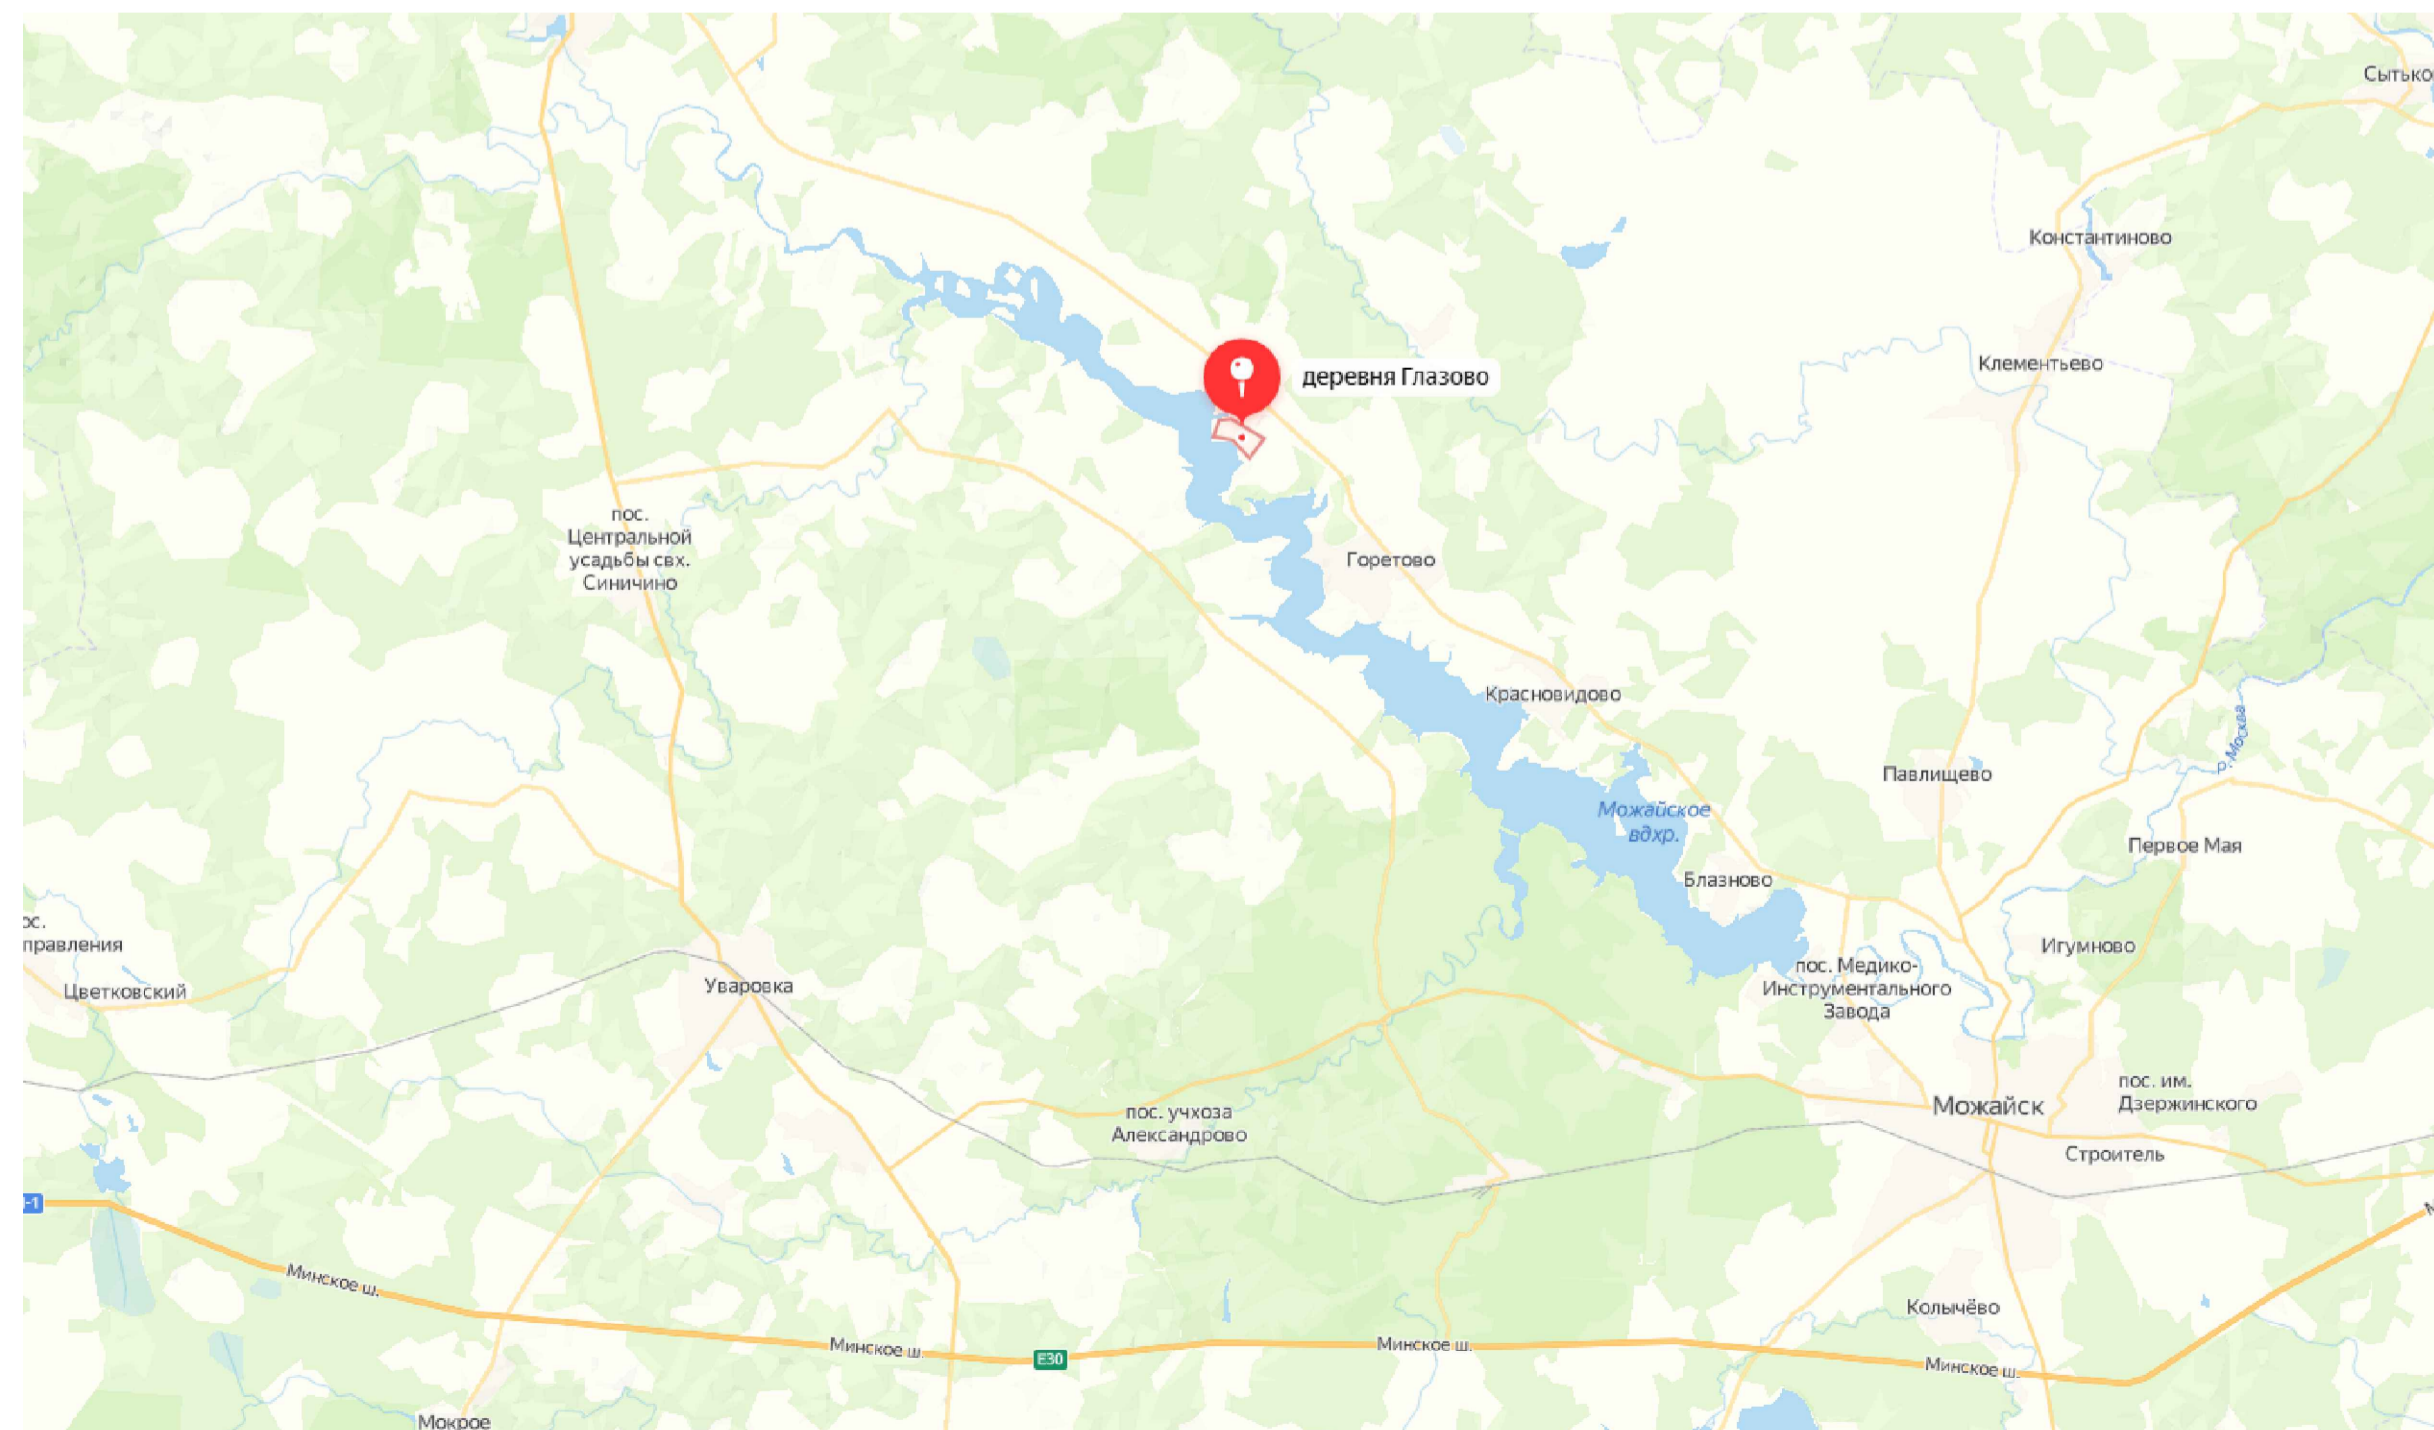 Сытько
Константиново
Клементьево
деревня Глазово
пос.
Центральной
усадьбы свх.
Синичино
Горетово
Красновидово
р. Москва
Павлищево
Можайское
вдхр.
Первое Мая
Блазново
ос.
правления
Игумново
Цветковский
Уваровка
пос. Медико-
Инструментального
Завода
пос. учхоза
Александрово
Можайск
пос. им.
Дзержинского
Строитель
-1
Минское ш.
Минское ш.
E30
Минское ш.
Колычёво
Минское ш.
Мокрое